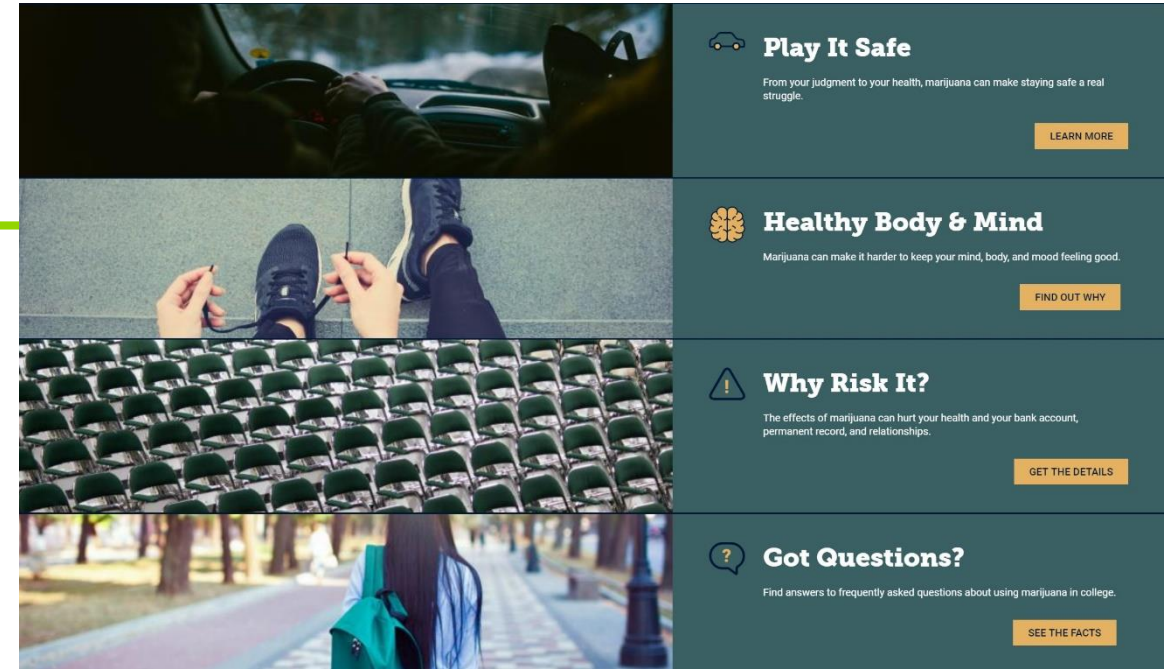 Play It Safe
From your judgment to your health, marijuana can make staying safe a real
struggle.
LEARN MORE
Healthy Body & Mind
Marijuana can make it harder to keep your mind, body, and mood feeling good.
FIND OUT WHY
Why Risk It?
The effects of marijuana can hurt your health and your bank account,
permanent record, and relationships.
GET THE DETAILS
Got Questions?
Find answers to frequently asked questions about using marijuana in college.
SEE THE FACTS